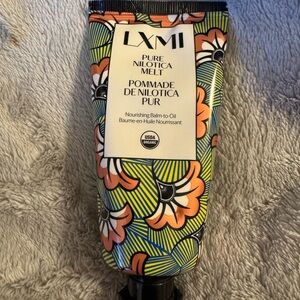 LXMI
PURE
NILOTICA
MELT
POMMADE
DE NILOTICA
PUR
Nourishing Balm-to-Oil
Baume-en-Huile Nourrissant
USDA
ORGANIC